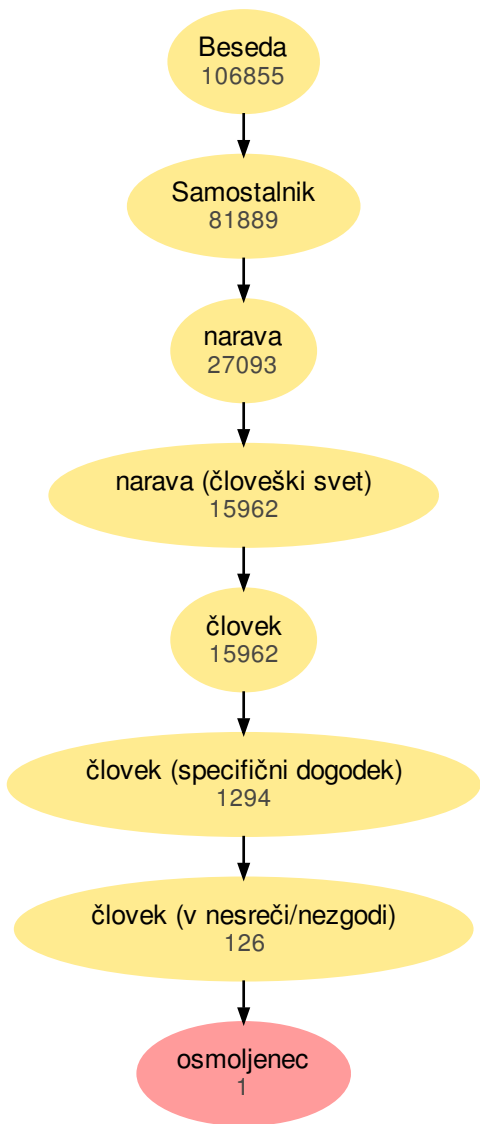 Beseda
106855
Samostalnik
81889
narava
27093
narava (človeški svet)
15962
človek
15962
človek (specifični dogodek)
1294
človek (v nesreči/nezgodi)
126
osmoljenec
1